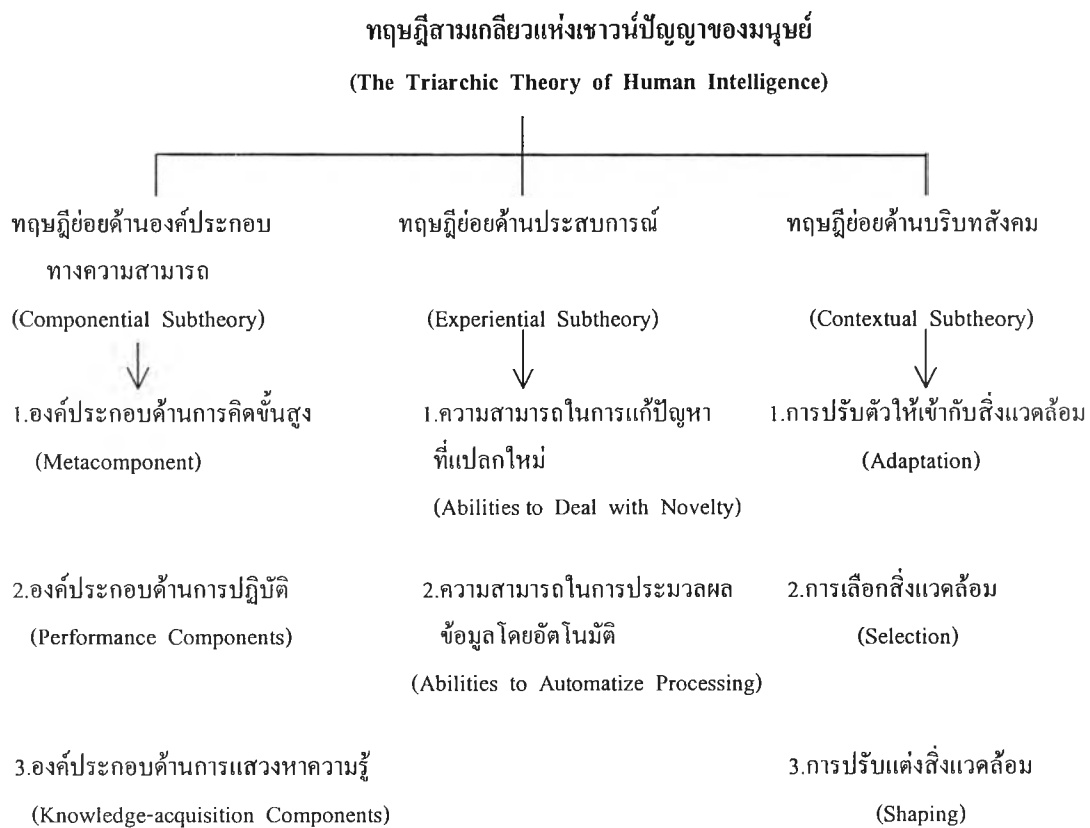 ทฤษฎีสามเกลียวแห่งเชาวน์ปัญญาของมนุษย์
(The Triarchic Theory of Human Intelligence)
ทฤษฎีย่อยด้านองค์ประกอบ
ทางความสามารถ
(Componential Subtheory)
1.องค์ประกอบด้านการคิดขั้นสูง
(Metacomponent)
2.องค์ประกอบด้านการปฏิบัติ
(Performance Components)
3.องค์ประกอบด้านการแสวงหาความรู้
(Knowledge-acquisition Components)
ทฤษฎีย่อยด้านประสบการณ์
(Experiential Subtheory)
1.ความสามารถในการแก้ปัญหา
ที่แปลกใหม่
(Abilities to Deal with Novelty)
2.ความสามารถในการประมวลผล
ข้อมูลโดยอัตโนมัติ
(Abilities to Automatize Processing)
ทฤษฎีย่อยด้านบริบทสังคม
(Contextual Subtheory)
1.การปรับตัวให้เข้ากับสิ่งแวดล้อม
(Adaptation)
2.การเลือกสิ่งแวดล้อม
(Selection)
3.การปรับแต่งสิ่งแวดล้อม
(Shaping)